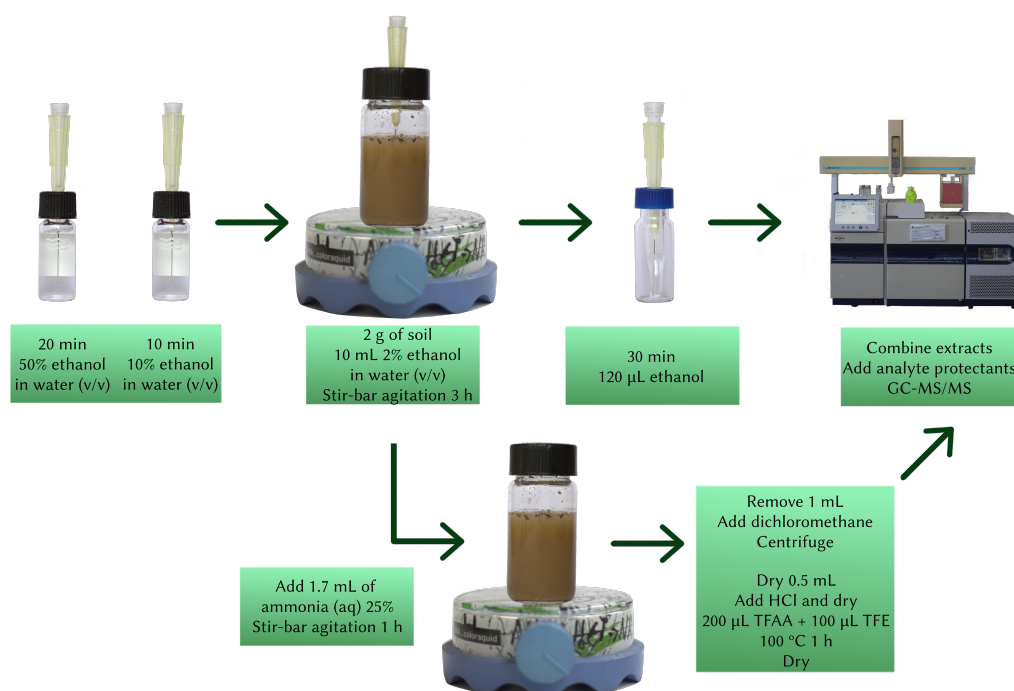 20 min
50% ethanol
in water (v/v)
10 min
10% ethanol
in water (v/v)
colorsquid
2 g of soil
10 mL 2% ethanol
in water (v/v)
Stir-bar agitation 3 h
30 min
120 µL ethanol
Combine extracts
Add analyte protectants
GC-MS/MS
Add 1.7 mL of
ammonia (aq) 25%
Stir-bar agitation 1 h
colorsquid
Remove 1 mL
Add dichloromethane
Centrifuge
Dry 0.5 mL
Add HCl and dry
200 µL TFAA + 100 µL TFE
100 ºC 1 h
Dry